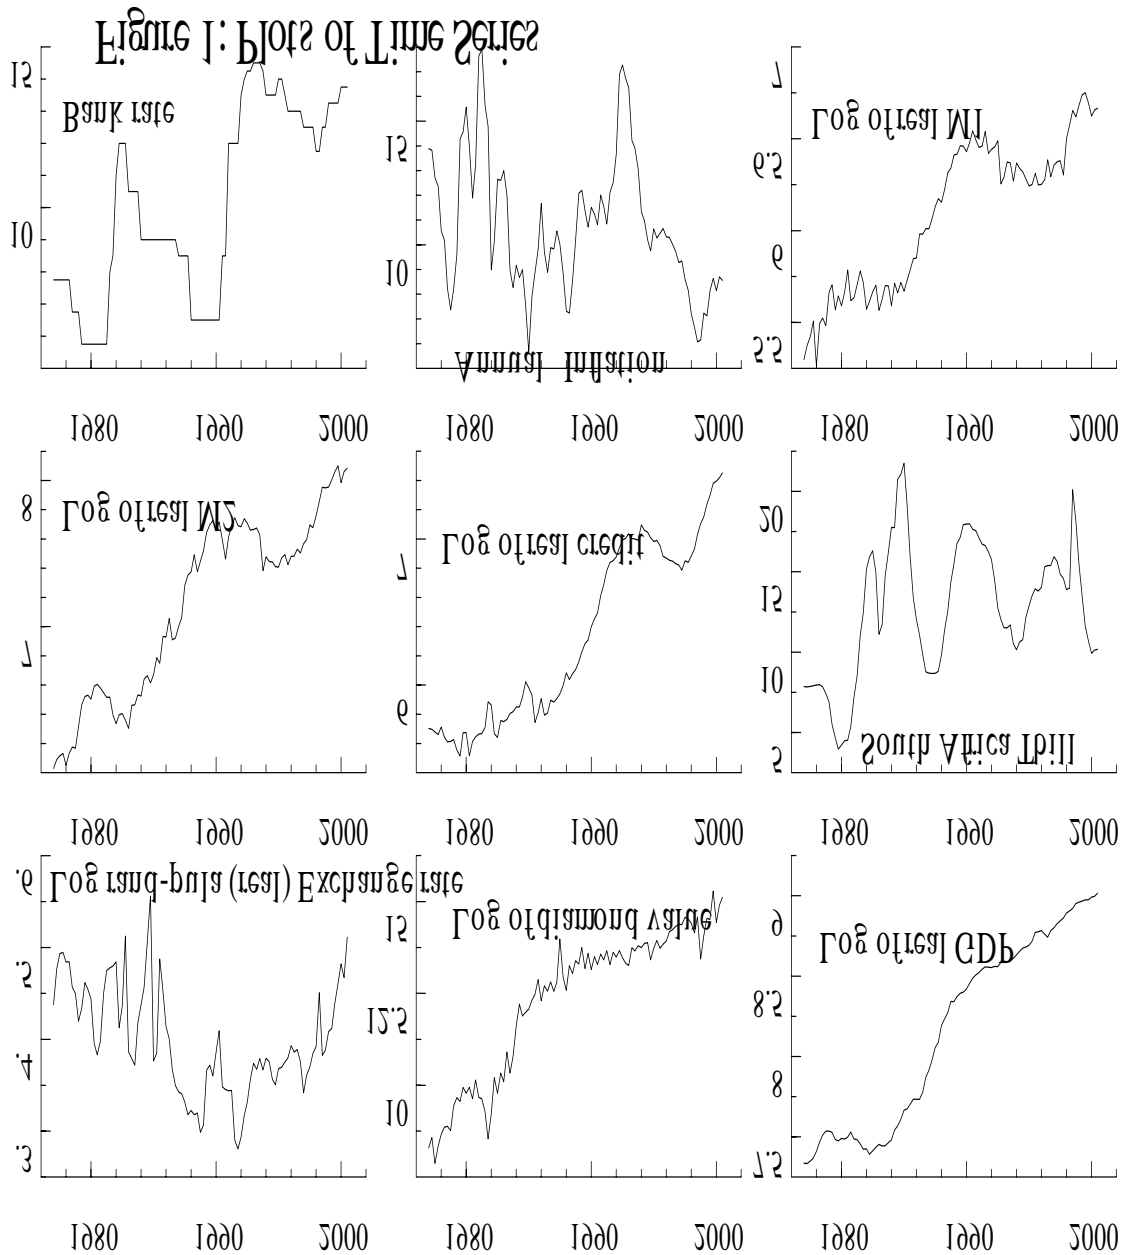 Figure 1: Plots of Time Series
15
10
Bank rate
1980 1990 2000
15
10
Annual Inflation
1980 1990 2000
7
6.5
6
5.5
Log of real M1
1980 1990 2000
8
7
Log of real M2
1980 1990 2000
7
6
Log of real credit
1980 1990 2000
20
15
10
5
South Africa Tbill
1980 1990 2000
.6
.5
.4
.3
Log rand-pula (real) Exchange rate
1980 1990 2000
15
12.5
10
Log of diamond value
1980 1990 2000
9
8.5
8
7.5
Log of real GDP
1980 1990 2000